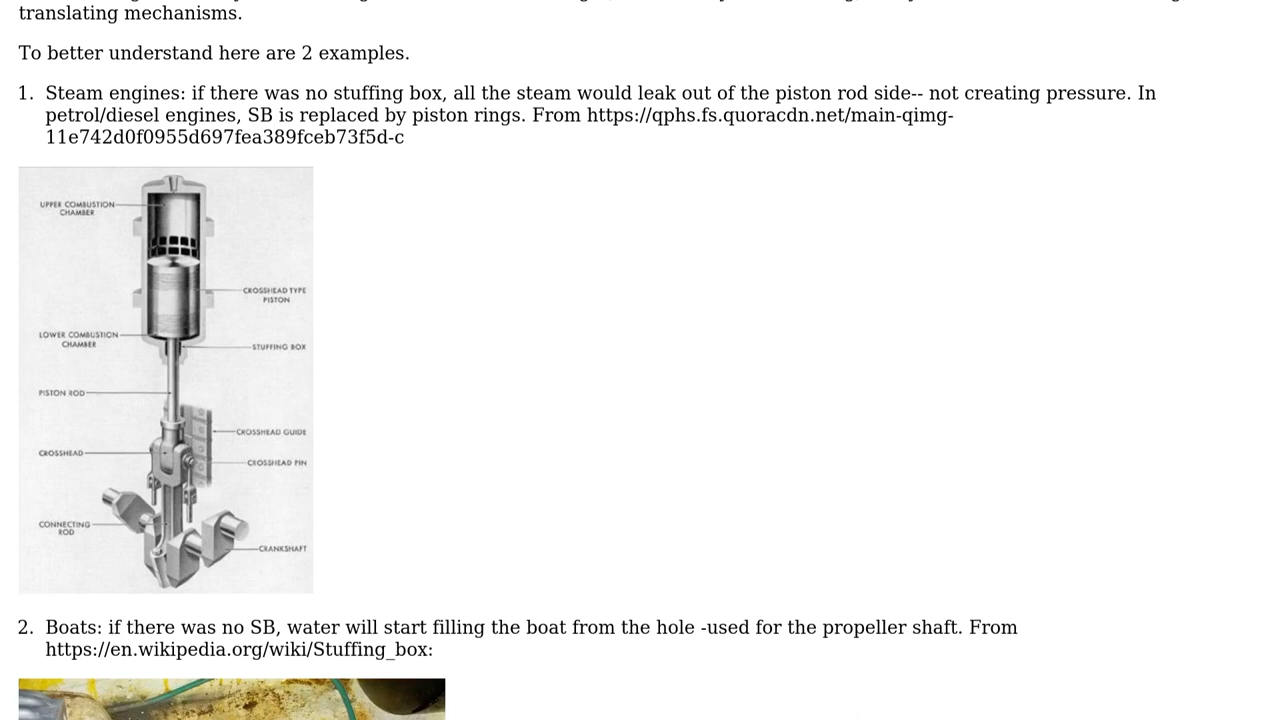 translating mechanisms.
To better understand here are 2 examples.
1. Steam engines: if there was no stuffing box, all the steam would leak out of the piston rod side-- not creating pressure. In
petrol/diesel engines, SB is replaced by piston rings. From https://qphs.fs.quoracdn.net/main-qimg-
11e742d0f0955d697fea389fceb73f5d-c
UPPER COMBUSTION
CHAMBER
CROSSHEAD TYPE
PISTON
LOWER COMBUSTION
CHAMBER
STUFFING BOX
PISTON ROD
CROSSHEAD GUIDE
CROSSHEAD
CROSSHEAD PIN
CONNECTING
ROD
CRANKSHAFT
2. Boats: if there was no SB, water will start filling the boat from the hole -used for the propeller shaft. From
https://en.wikipedia.org/wiki/Stuffing_box: